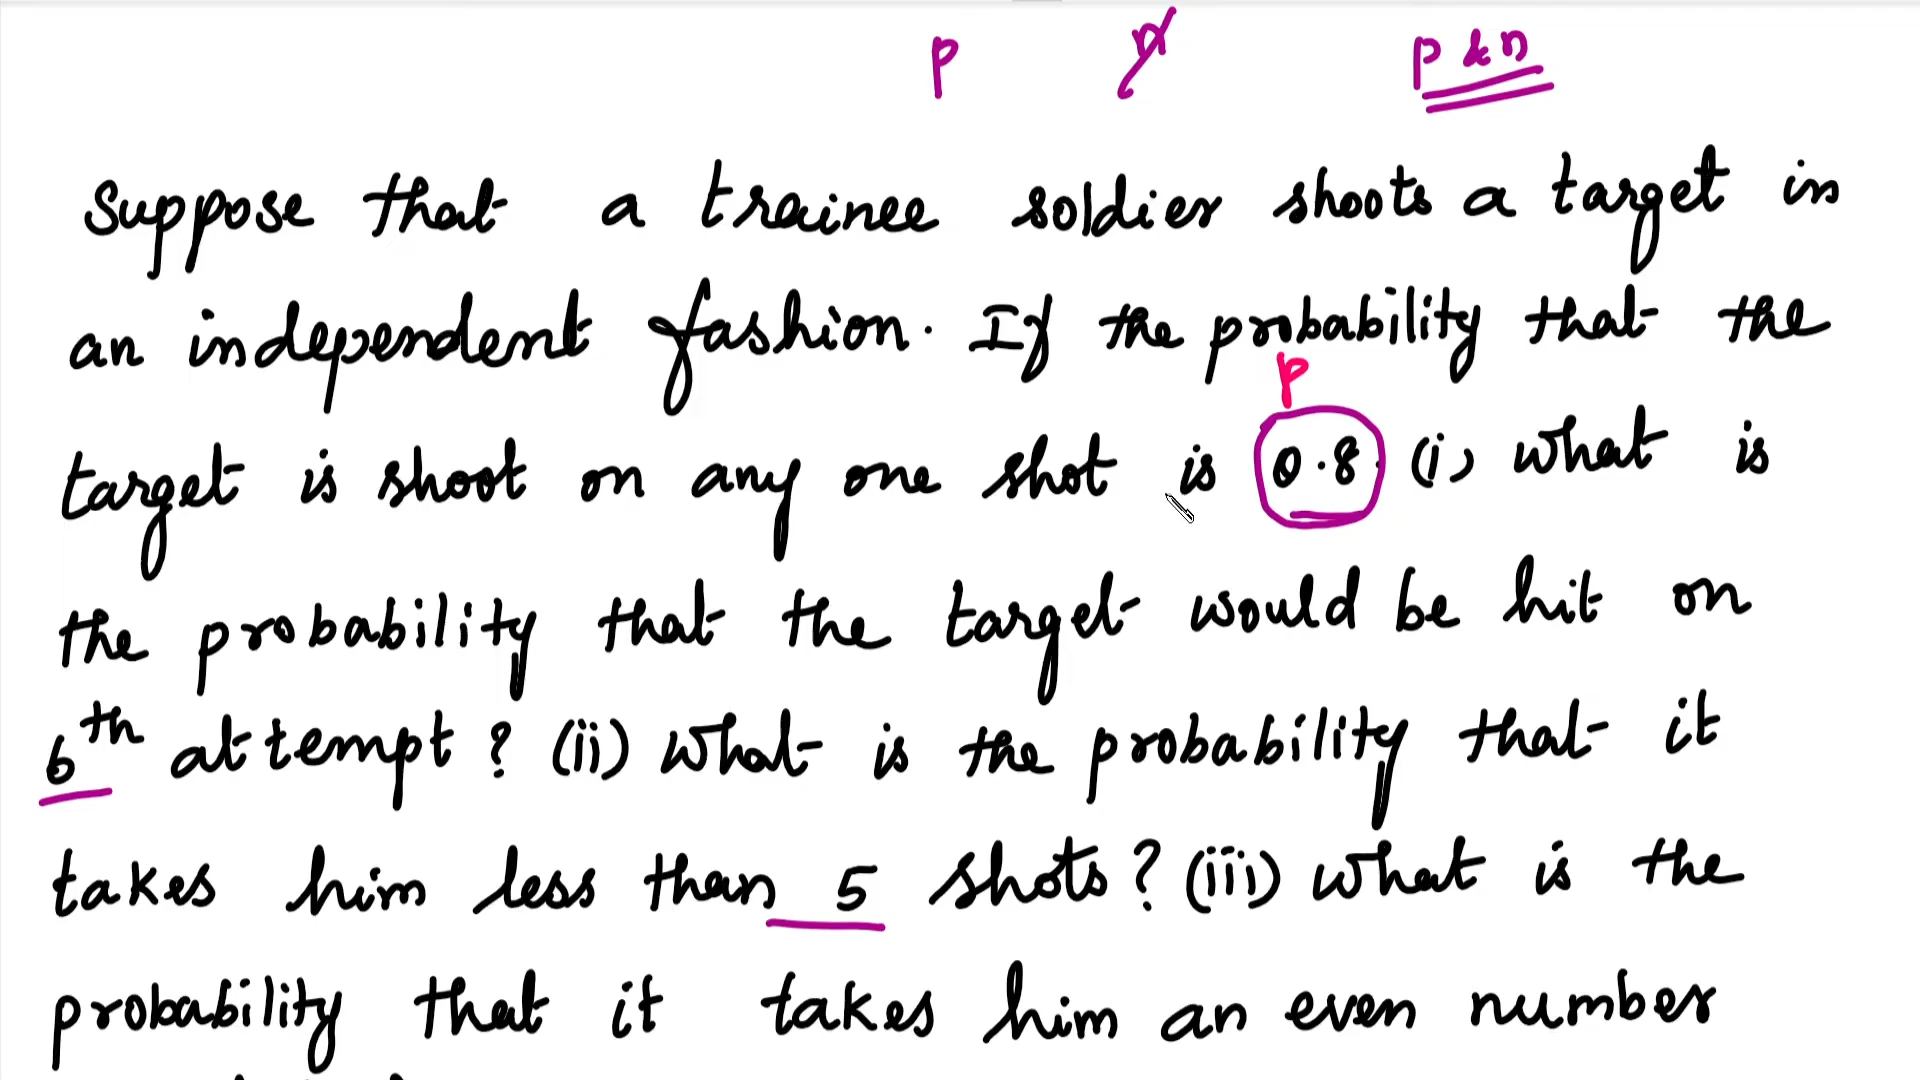 p n p & n
Suppose that a trainee soldier shoots a target in
an independent fashion. If the probability that the
p
target is shoot on any one shot is 0.8. (i) what is
the probability that the target would be hit on
6th attempt? (ii) what is the probability that it
takes him less than 5 shots? (iii) what is the
probability that it takes him an even number